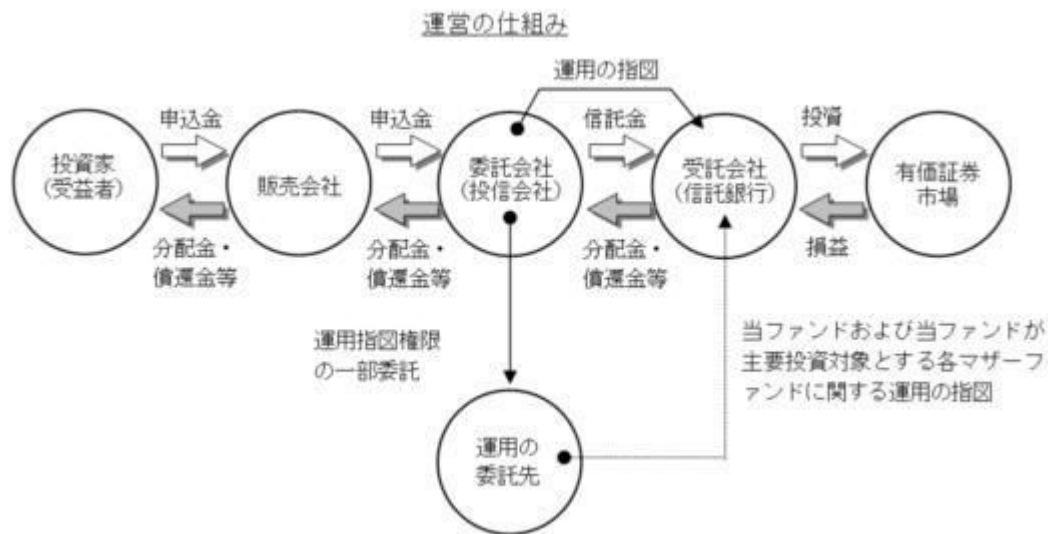 運営の仕組み
運用の指図
申込金
申込金
信託金
投資
投資家
(受益者)
販売会社
委託会社
(投信会社)
受託会社
(信託銀行)
有価証券
市場
分配金・
償還金等
分配金・
償還金等
分配金・
償還金等
損益
運用指図権限
の一部委託
当ファンドおよび当ファンドが
主要投資対象とする各マザーフ
ァンドに関する運用の指図
運用の
委託先